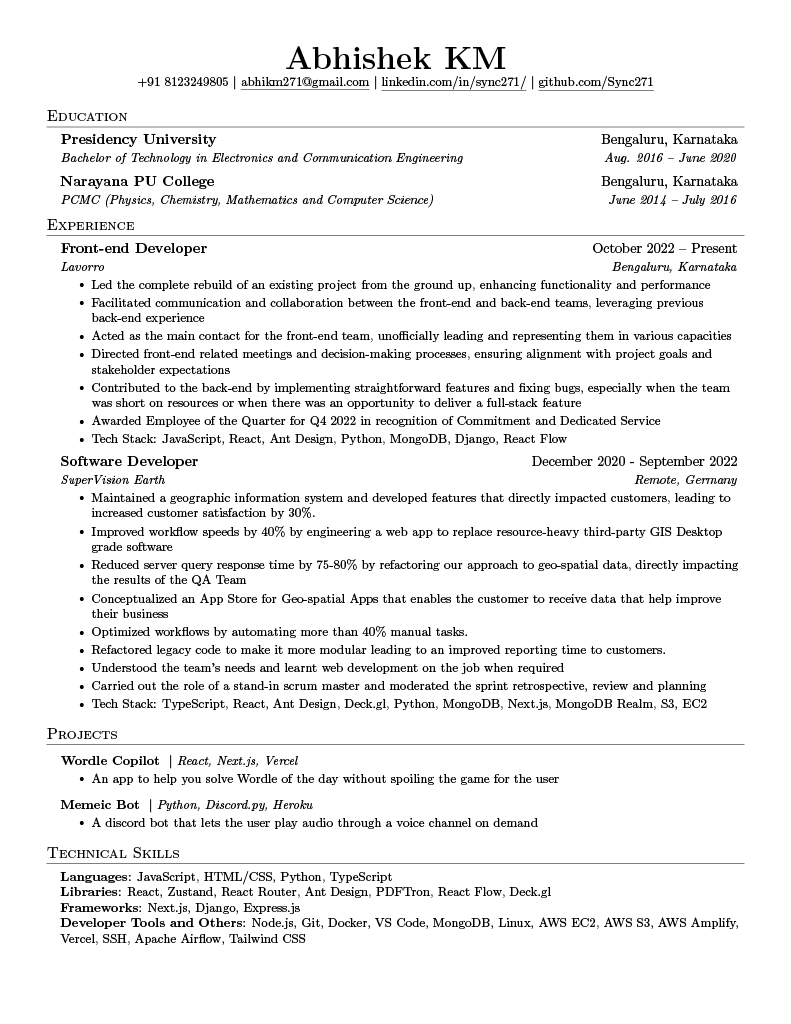 Abhishek KM
+91 8123249805 | abhikm271@gmail.com | linkedin.com/in/sync271/ | github.com/Sync271
Education
Presidency University Bengaluru, Karnataka
Bachelor of Technology in Electronics and Communication Engineering Aug. 2016 – June 2020
Narayana PU College Bengaluru, Karnataka
PCMC (Physics, Chemistry, Mathematics and Computer Science) June 2014 – July 2016
Experience
Front-end Developer October 2022 – Present
Lavorro Bengaluru, Karnataka
• Led the complete rebuild of an existing project from the ground up, enhancing functionality and performance
• Facilitated communication and collaboration between the front-end and back-end teams, leveraging previous
back-end experience
• Acted as the main contact for the front-end team, unofficially leading and representing them in various capacities
• Directed front-end related meetings and decision-making processes, ensuring alignment with project goals and
stakeholder expectations
• Contributed to the back-end by implementing straightforward features and fixing bugs, especially when the team
was short on resources or when there was an opportunity to deliver a full-stack feature
• Awarded Employee of the Quarter for Q4 2022 in recognition of Commitment and Dedicated Service
• Tech Stack: JavaScript, React, Ant Design, Python, MongoDB, Django, React Flow
Software Developer December 2020 - September 2022
SuperVision Earth Remote, Germany
• Maintained a geographic information system and developed features that directly impacted customers, leading to
increased customer satisfaction by 30%.
• Improved workflow speeds by 40% by engineering a web app to replace resource-heavy third-party GIS Desktop
grade software
• Reduced server query response time by 75-80% by refactoring our approach to geo-spatial data, directly impacting
the results of the QA Team
• Conceptualized an App Store for Geo-spatial Apps that enables the customer to receive data that help improve
their business
• Optimized workflows by automating more than 40% manual tasks.
• Refactored legacy code to make it more modular leading to an improved reporting time to customers.
• Understood the team's needs and learnt web development on the job when required
• Carried out the role of a stand-in scrum master and moderated the sprint retrospective, review and planning
• Tech Stack: TypeScript, React, Ant Design, Deck.gl, Python, MongoDB, Next.js, MongoDB Realm, S3, EC2
Projects
Wordle Copilot | React, Next.js, Vercel
• An app to help you solve Wordle of the day without spoiling the game for the user
Memeic Bot | Python, Discord.py, Heroku
• A discord bot that lets the user play audio through a voice channel on demand
Technical Skills
Languages: JavaScript, HTML/CSS, Python, TypeScript
Libraries: React, Zustand, React Router, Ant Design, PDFTron, React Flow, Deck.gl
Frameworks: Next.js, Django, Express.js
Developer Tools and Others: Node.js, Git, Docker, VS Code, MongoDB, Linux, AWS EC2, AWS S3, AWS Amplify,
Vercel, SSH, Apache Airflow, Tailwind CSS